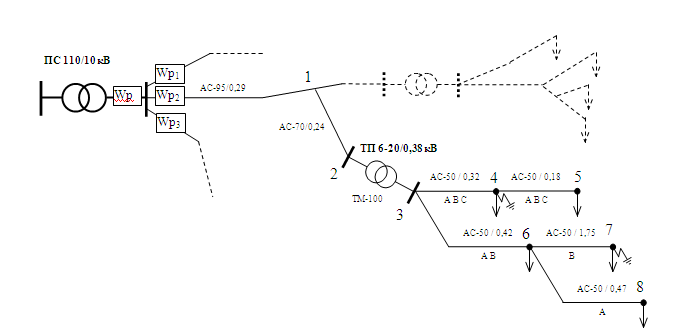 ПС 110/10 кВ
Wp
Wp1
Wp2
Wp3
АС-95/0,29
1
АС-70/0,24
2
ТП 6-20/0,38 кВ
ТМ-100
3
АС-50 / 0,32
4
АС-50 / 0,18
5
А В С
А В С
АС-50 / 0,42
6
АС-50 / 1,75
7
А В
В
АС-50 / 0,47
8
А